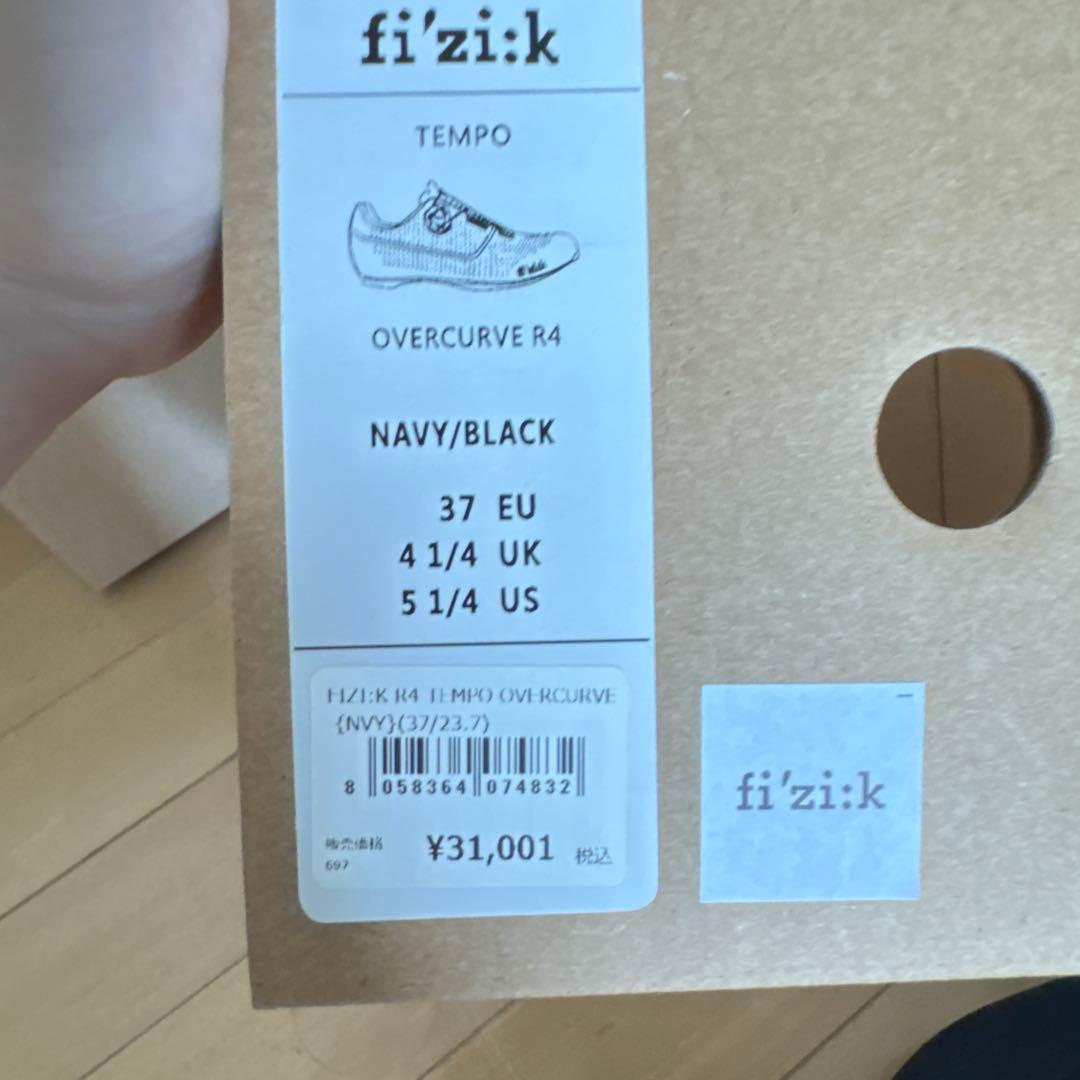 fi'zi:k
TEMPO
OVERCURVE R4
NAVY/BLACK
37 EU
4 1/4 UK
5 1/4 US
FIZI:K R4 TEMPO OVERCURVE
{NVY}(37/23.7)
8 058364 074832
販売価格
697
¥31,001 税込
fi'zi:k